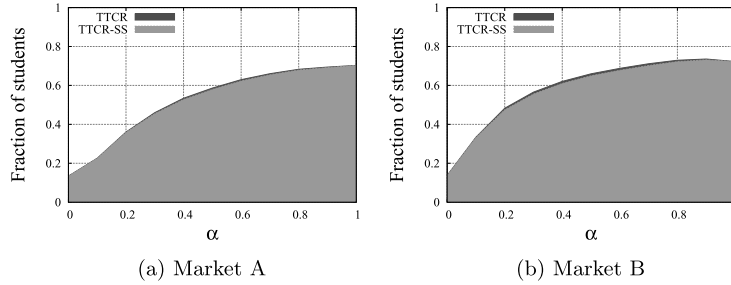 TTCR
TTCR-SS
Fraction of students
1
0.8
0.6
0.4
0.2
0
0 0.2 0.4 0.6 0.8 1
α
(a) Market A
TTCR
TTCR-SS
Fraction of students
1
0.8
0.6
0.4
0.2
0
0 0.2 0.4 0.6 0.8
α
(b) Market B